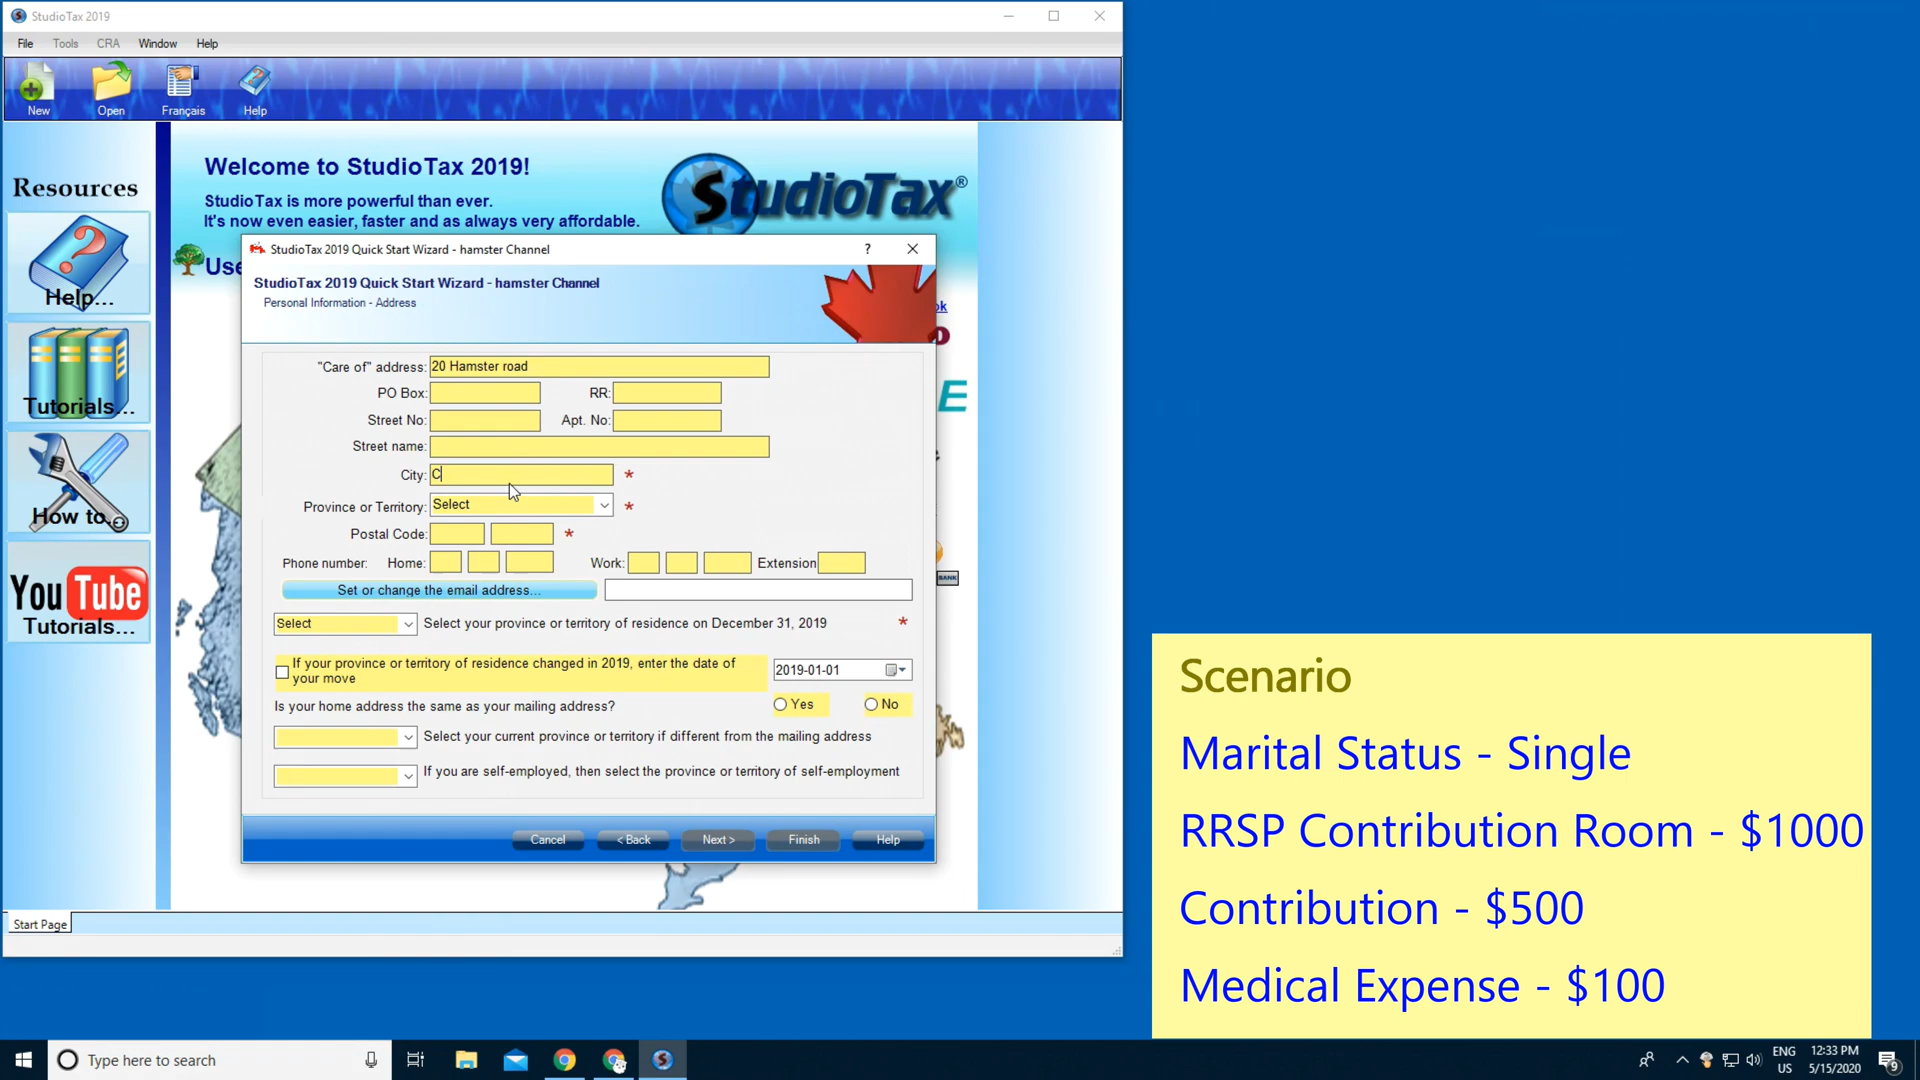 StudioTax 2019
File Tools CRA Window Help
New Open Français Help
Resources
Help...
Tutorials...
How to...
You Tube
Tutorials...
Welcome to StudioTax 2019!
StudioTax is more powerful than ever.
It's now even easier, faster and as always very affordable.
StudioTax®
Use
StudioTax 2019 Quick Start Wizard - hamster Channel
?
StudioTax 2019 Quick Start Wizard - hamster Channel
Personal Information - Address
"Care of" address: 20 Hamster road
PO Box: RR:
Street No: Apt. No:
Street name:
City: C *
Province or Territory: Select *
Postal Code: *
Phone number: Home: Work: Extension
Set or change the email address...
Select Select your province or territory of residence on December 31, 2019 *
If your province or territory of residence changed in 2019, enter the date of
your move
2019-01-01
Is your home address the same as your mailing address? Yes No
Select your current province or territory if different from the mailing address
If you are self-employed, then select the province or territory of self-employment
Cancel < Back Next > Finish Help
ok
E
BANK
Start Page
Scenario
Marital Status - Single
RRSP Contribution Room - $1000
Contribution - $500
Medical Expense - $100
Type here to search
ENG
US
12:33 PM
5/15/2020
9